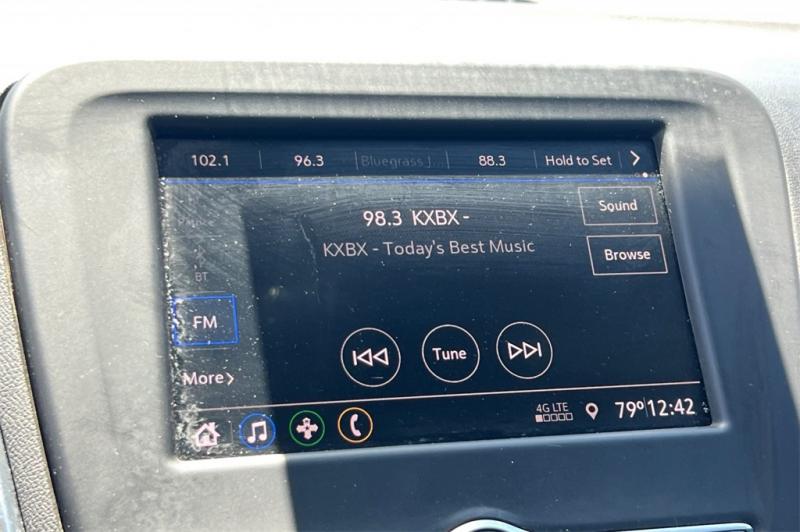 102.1 96.3 Bluegrass J... 88.3 Hold to Set
98.3 KXBX -
KXBX - Today's Best Music
Sound
Browse
BT
FM
More
Tune
4G LTE
79° 12:42